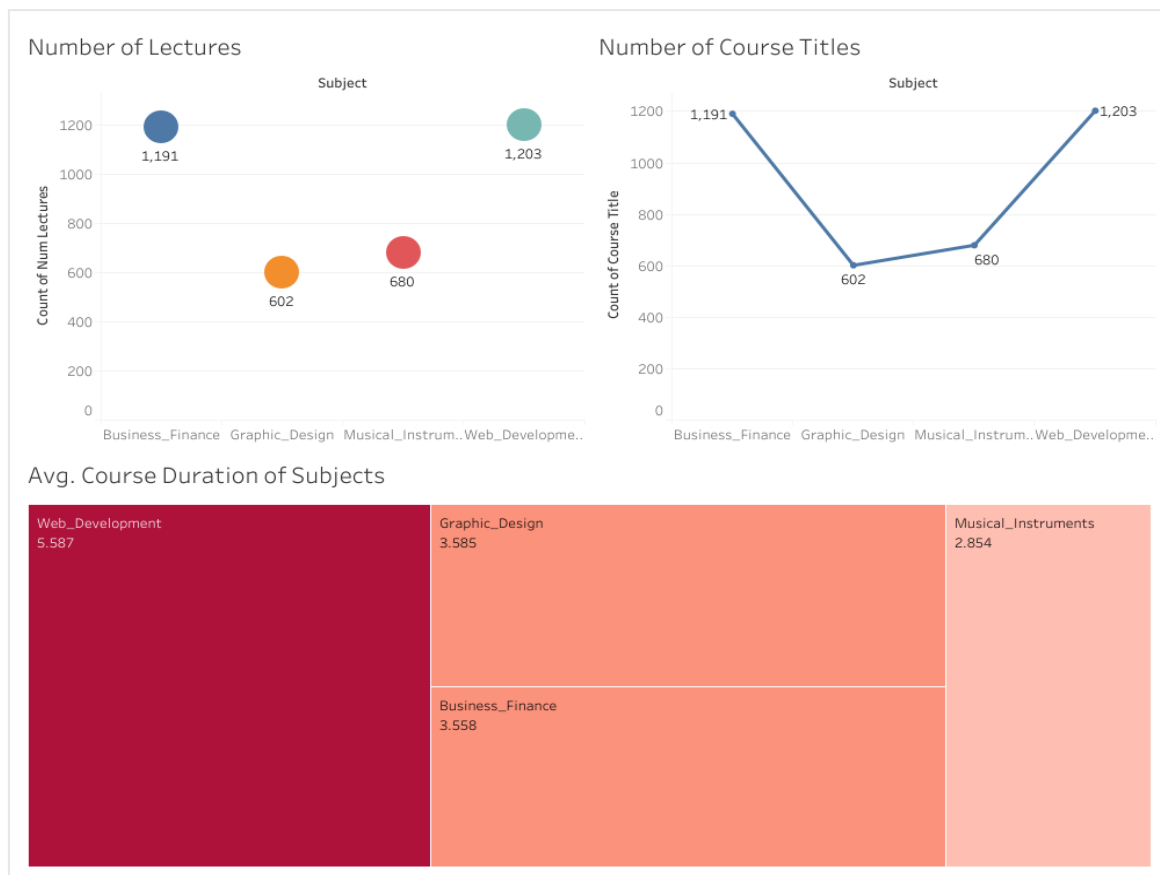 Number of Lectures
Subject
Count of Num Lectures
1200
1000
800
600
400
200
0
1,191
602
680
1,203
Business_Finance Graphic_Design Musical_Instrum.. Web_Developme..
Number of Course Titles
Subject
Count of Course Title
1200
1000
800
600
400
200
0
1,191
602
680
1,203
Business_Finance Graphic_Design Musical_Instrum.. Web_Developme..
Avg. Course Duration of Subjects
Web_Development
5.587
Graphic_Design
3.585
Business_Finance
3.558
Musical_Instruments
2.854